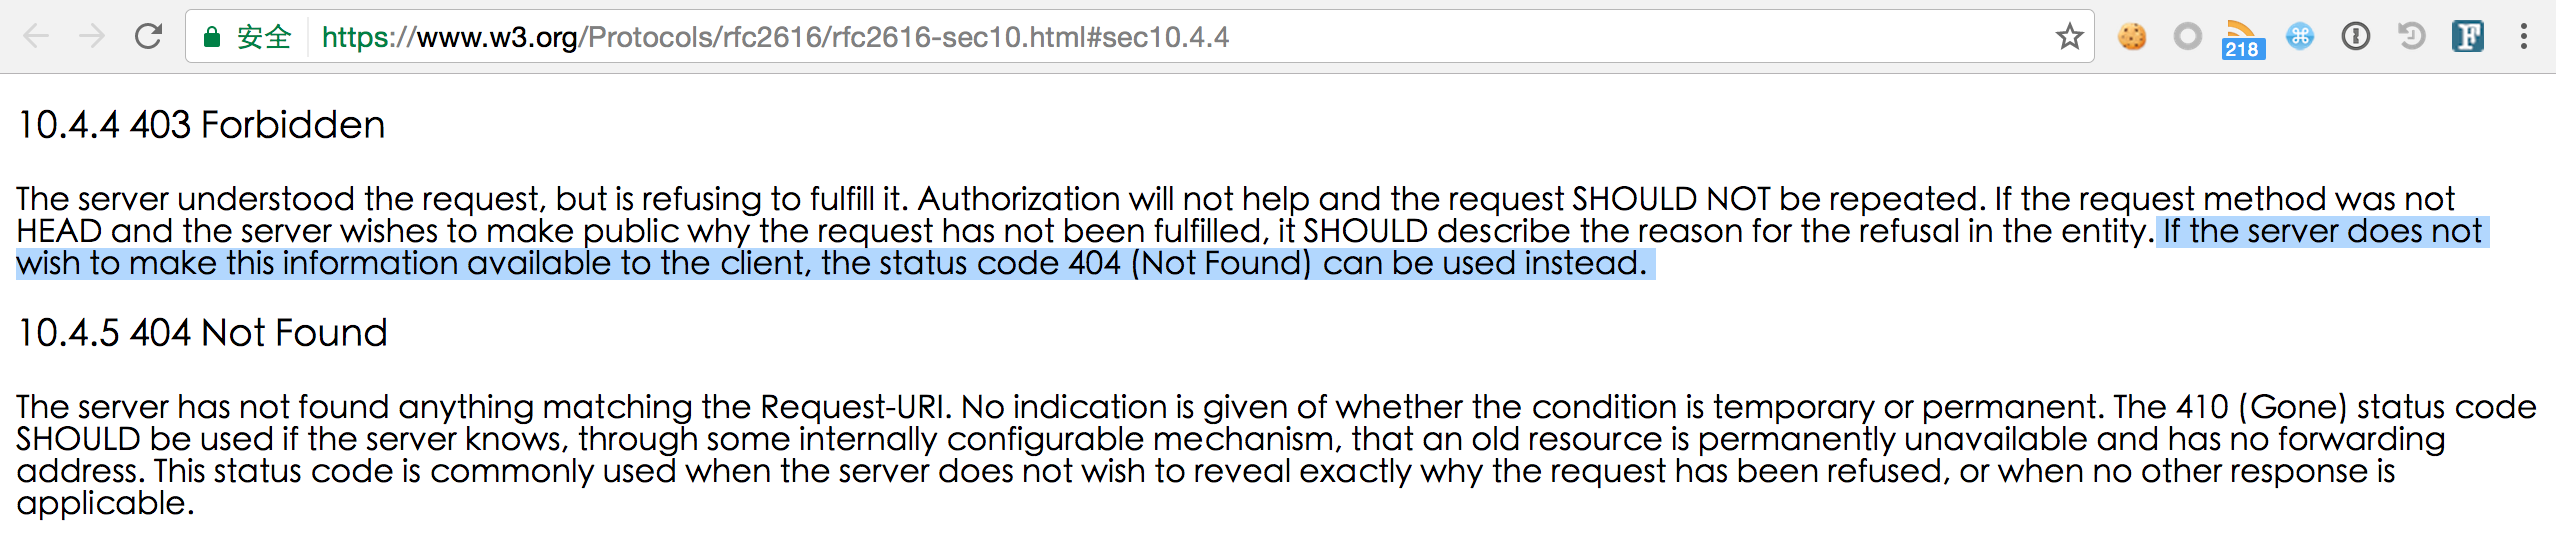 安全 https://www.w3.org/Protocols/rfc2616/rfc2616-sec10.html#sec10.4.4 218
10.4.4 403 Forbidden
The server understood the request, but is refusing to fulfill it. Authorization will not help and the request SHOULD NOT be repeated. If the request method was not
HEAD and the server wishes to make public why the request has not been fulfilled, it SHOULD describe the reason for the refusal in the entity. If the server does not
wish to make this information available to the client, the status code 404 (Not Found) can be used instead.
10.4.5 404 Not Found
The server has not found anything matching the Request-URI. No indication is given of whether the condition is temporary or permanent. The 410 (Gone) status code
SHOULD be used if the server knows, through some internally configurable mechanism, that an old resource is permanently unavailable and has no forwarding
address. This status code is commonly used when the server does not wish to reveal exactly why the request has been refused, or when no other response is
applicable.